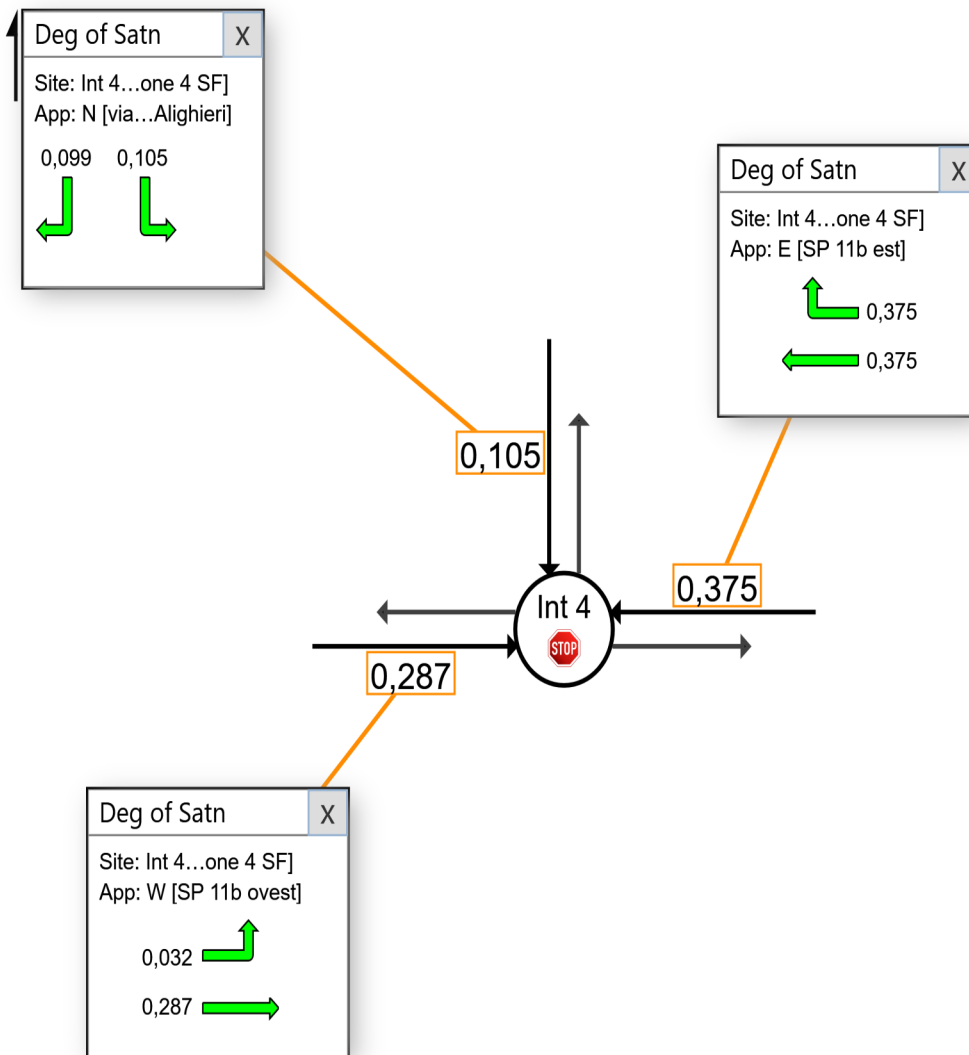 Deg of Satn X
Site: Int 4...one 4 SF]
App: N [via...Alighieri]
0,099 0,105
Deg of Satn X
Site: Int 4...one 4 SF]
App: E [SP 11b est]
0,375
0,375
0,105
0,375
Int 4
STOP
0,287
Deg of Satn X
Site: Int 4...one 4 SF]
App: W [SP 11b ovest]
0,032
0,287